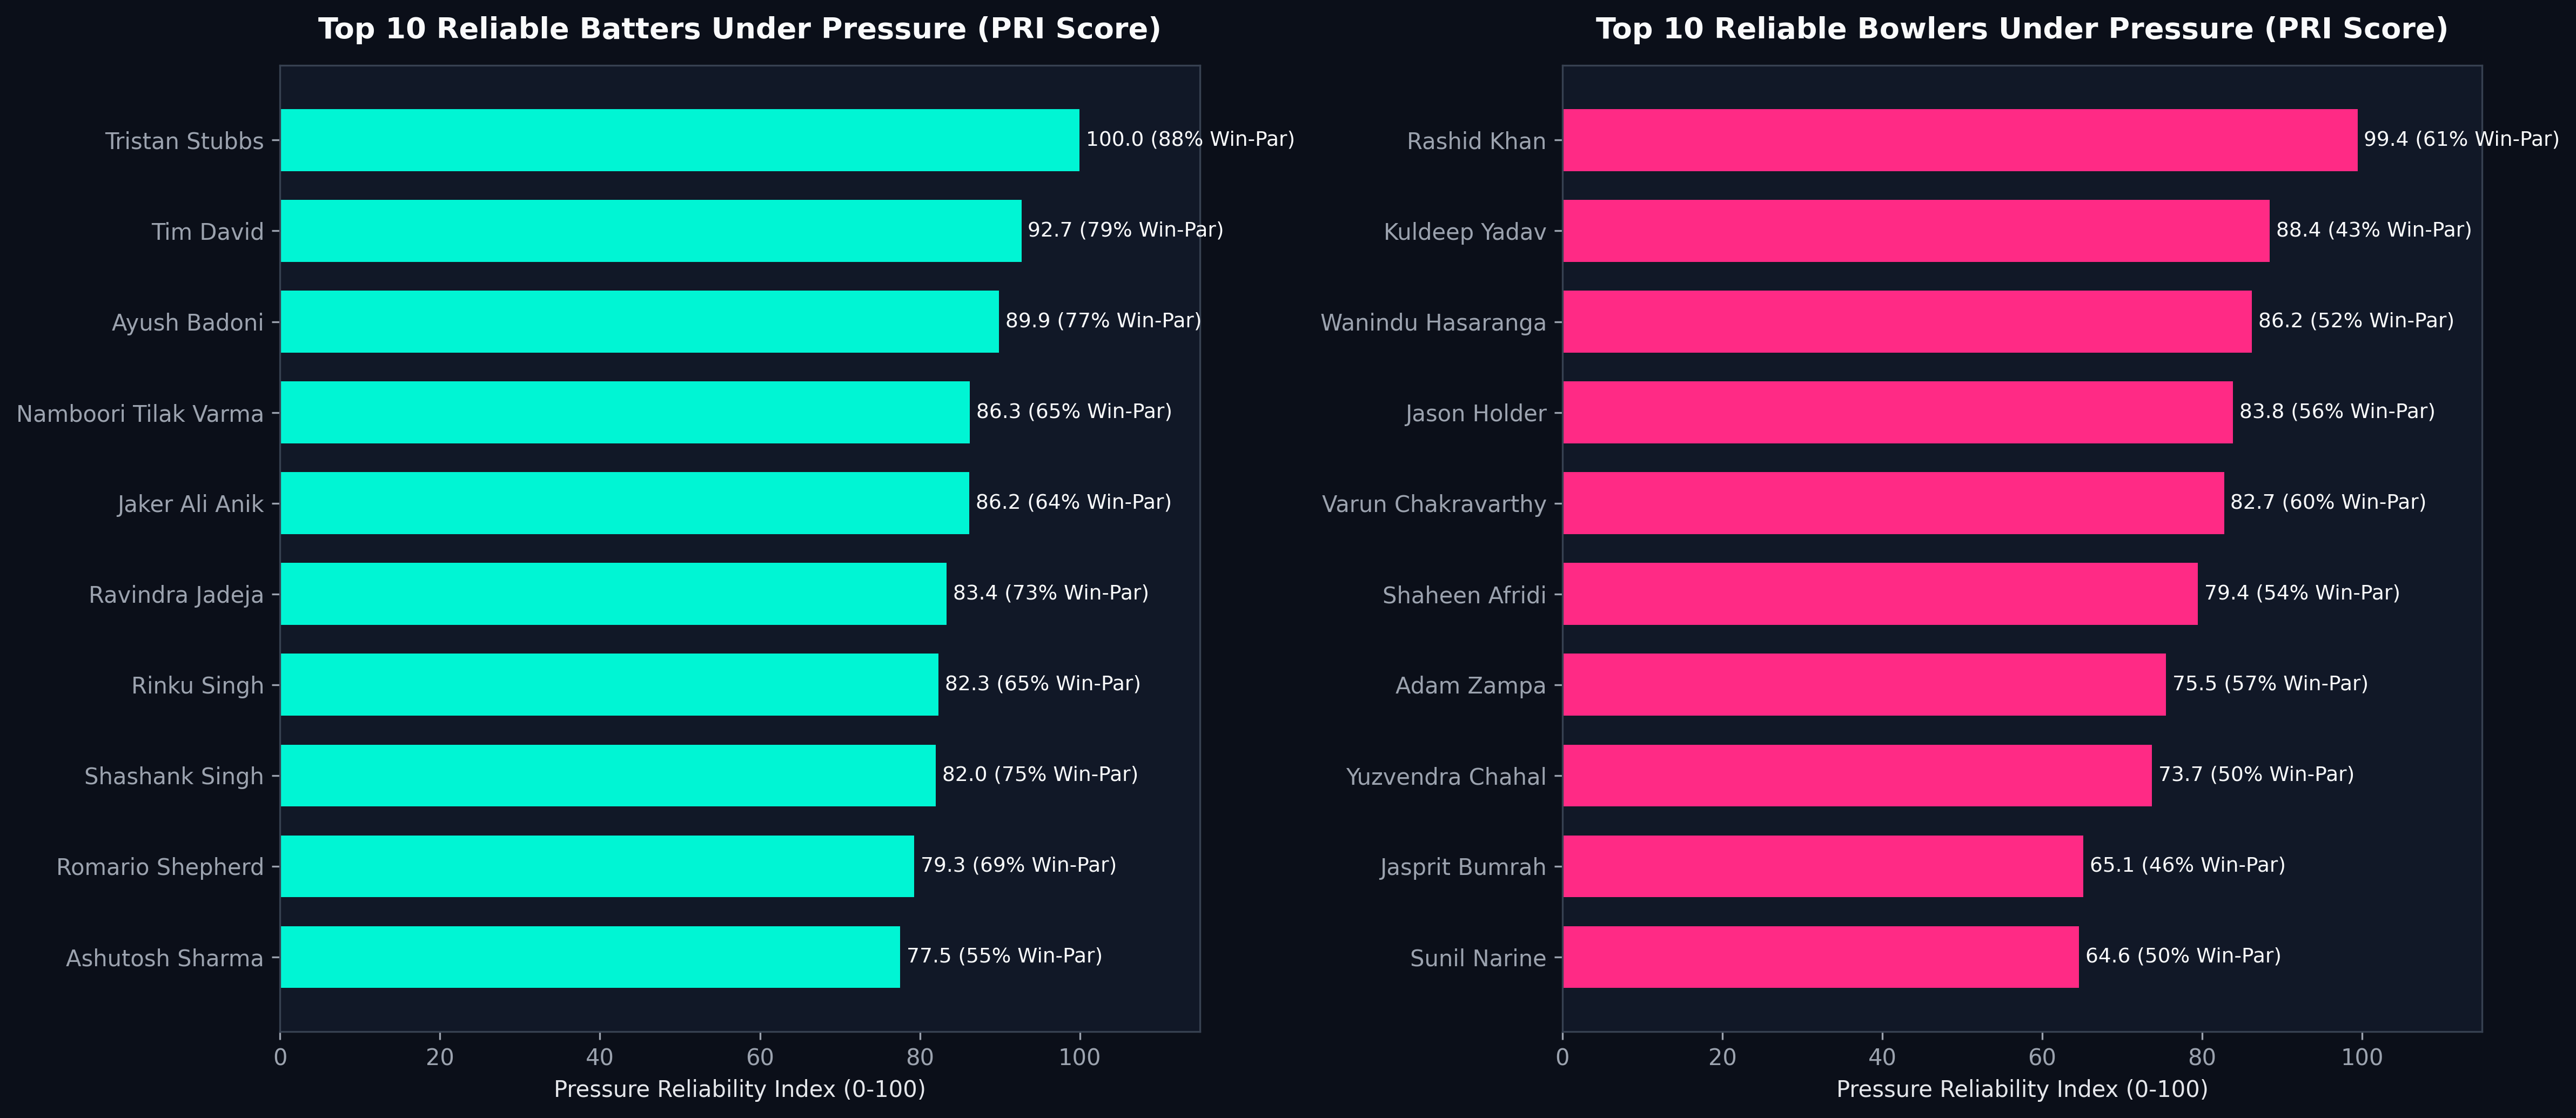 Top 10 Reliable Batters Under Pressure (PRI Score)
Tristan Stubbs 100.0 (88% Win-Par)
Tim David 92.7 (79% Win-Par)
Ayush Badoni 89.9 (77% Win-Par)
Namboori Tilak Varma 86.3 (65% Win-Par)
Jaker Ali Anik 86.2 (64% Win-Par)
Ravindra Jadeja 83.4 (73% Win-Par)
Rinku Singh 82.3 (65% Win-Par)
Shashank Singh 82.0 (75% Win-Par)
Romario Shepherd 79.3 (69% Win-Par)
Ashutosh Sharma 77.5 (55% Win-Par)
0 20 40 60 80 100
Pressure Reliability Index (0-100)
Top 10 Reliable Bowlers Under Pressure (PRI Score)
Rashid Khan 99.4 (61% Win-Par)
Kuldeep Yadav 88.4 (43% Win-Par)
Wanindu Hasaranga 86.2 (52% Win-Par)
Jason Holder 83.8 (56% Win-Par)
Varun Chakravarthy 82.7 (60% Win-Par)
Shaheen Afridi 79.4 (54% Win-Par)
Adam Zampa 75.5 (57% Win-Par)
Yuzvendra Chahal 73.7 (50% Win-Par)
Jasprit Bumrah 65.1 (46% Win-Par)
Sunil Narine 64.6 (50% Win-Par)
0 20 40 60 80 100
Pressure Reliability Index (0-100)